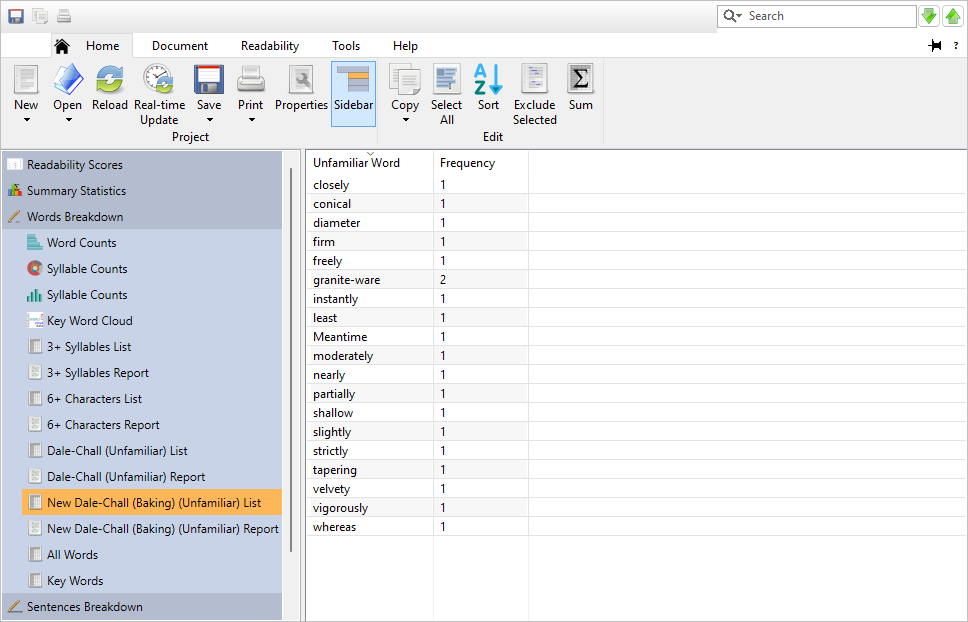 Search
Home Document Readability Tools Help ?
New Open Reload Real-time Update Save Print Properties Sidebar Copy Select All Sort Exclude Selected Sum
Project Edit
Readability Scores
Summary Statistics
Words Breakdown
Word Counts
Syllable Counts
Syllable Counts
Key Word Cloud
3+ Syllables List
3+ Syllables Report
6+ Characters List
6+ Characters Report
Dale-Chall (Unfamiliar) List
Dale-Chall (Unfamiliar) Report
New Dale-Chall (Baking) (Unfamiliar) List
New Dale-Chall (Baking) (Unfamiliar) Report
All Words
Key Words
Sentences Breakdown
Unfamiliar Word Frequency
closely 1
conical 1
diameter 1
firm 1
freely 1
granite-ware 2
instantly 1
least 1
Meantime 1
moderately 1
nearly 1
partially 1
shallow 1
slightly 1
strictly 1
tapering 1
velvety 1
vigorously 1
whereas 1